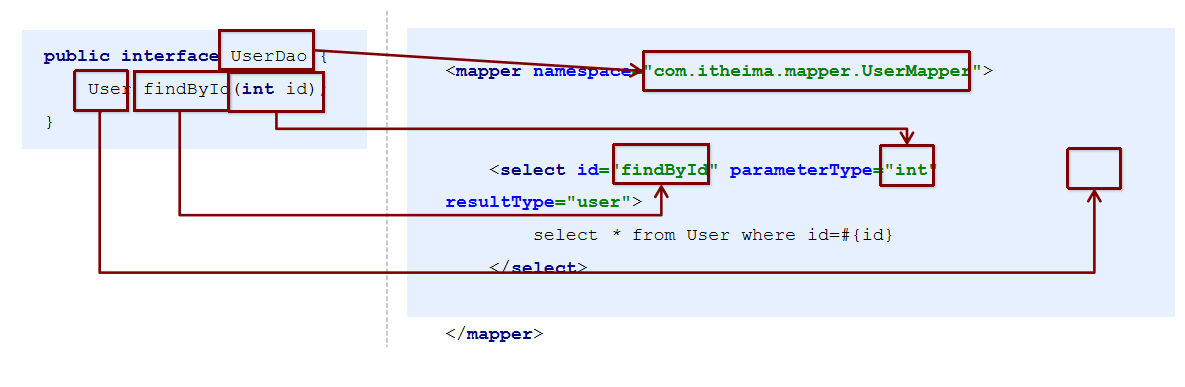 public interface UserDao {
User findById(int id);
}
<mapper namespace="com.itheima.mapper.UserMapper">
<select id="findById" parameterType="int"
resultType="user">
select * from User where id=#{id}
</select>
</mapper>